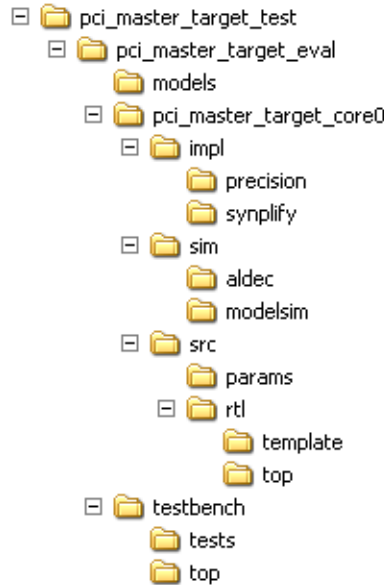 pci_master_target_test
pci_master_target_eval
models
pci_master_target_core0
impl
precision
synplify
sim
aldec
modelsim
src
params
rtl
template
top
testbench
tests
top